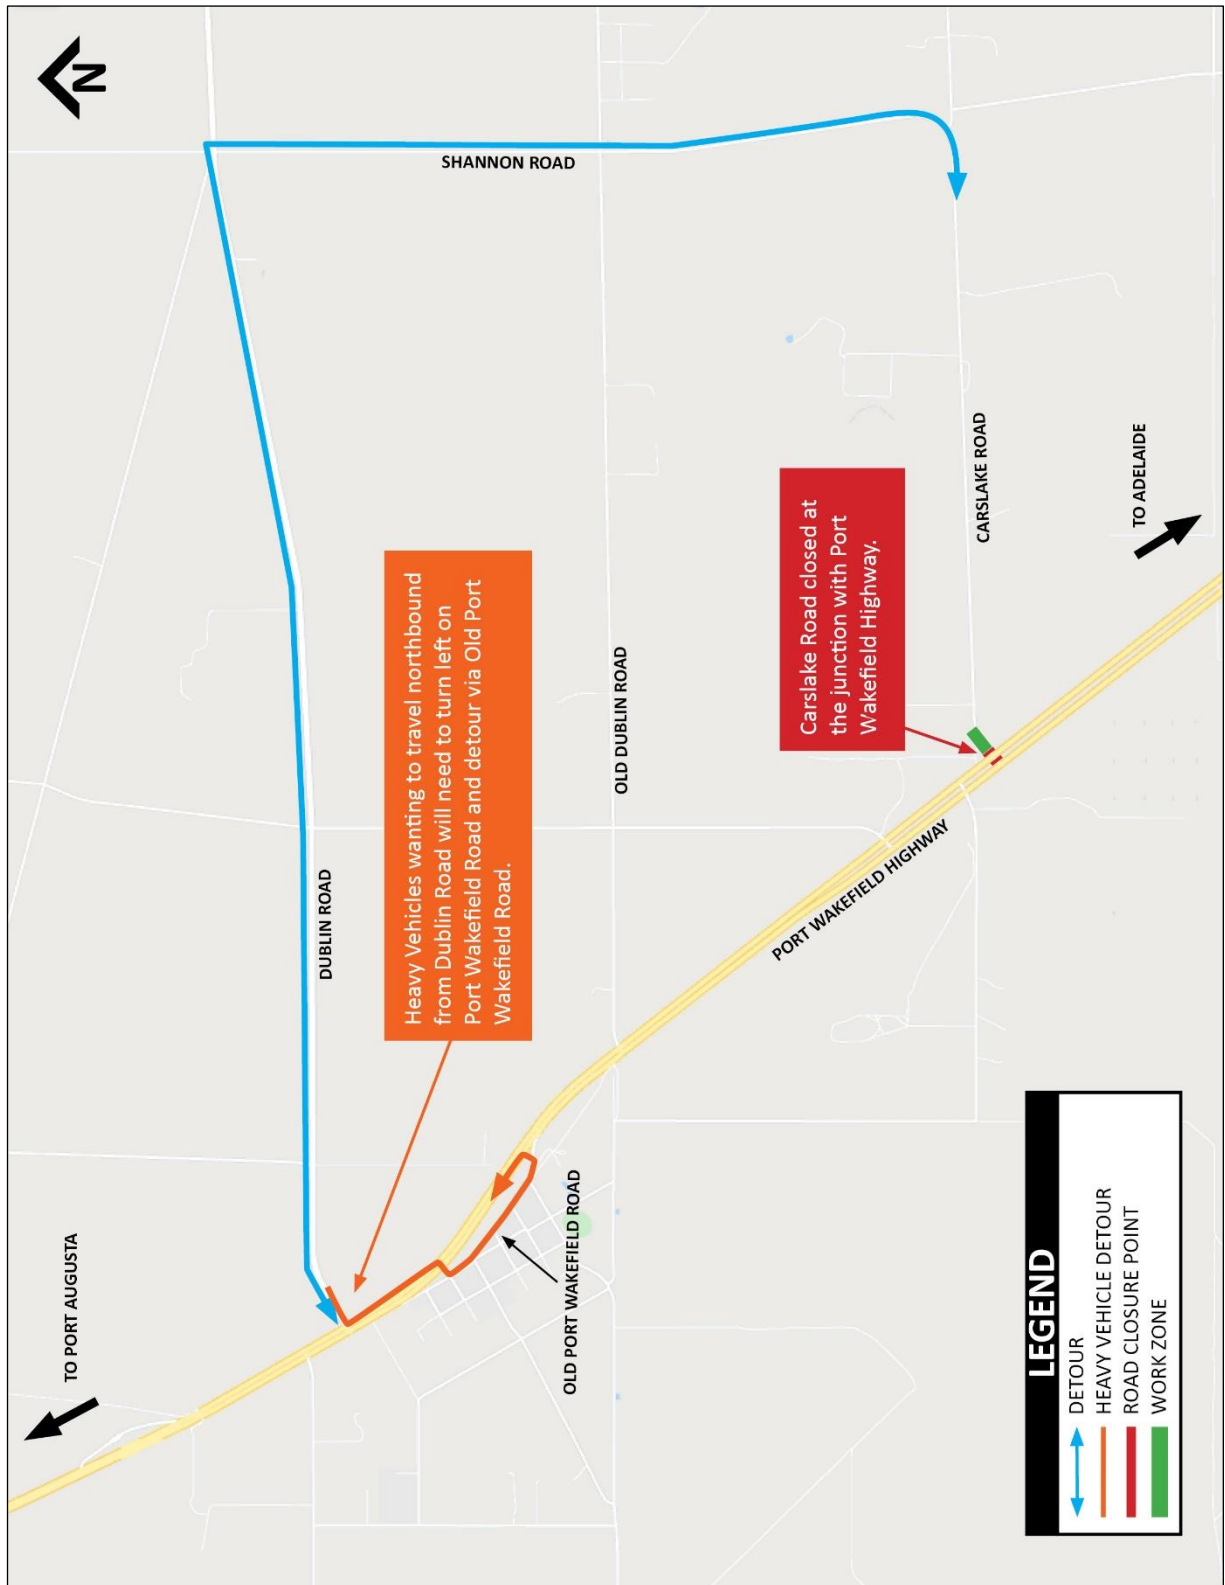 N
TO PORT AUGUSTA
DUBLIN ROAD
SHANNON ROAD
Heavy Vehicles wanting to travel northbound
from Dublin Road will need to turn left on
Port Wakefield Road and detour via Old Port
Wakefield Road.
OLD PORT WAKEFIELD ROAD
OLD DUBLIN ROAD
PORT WAKEFIELD HIGHWAY
Carslake Road closed at
the junction with Port
Wakefield Highway.
CARSLAKE ROAD
TO ADELAIDE
LEGEND
DETOUR
HEAVY VEHICLE DETOUR
ROAD CLOSURE POINT
WORK ZONE